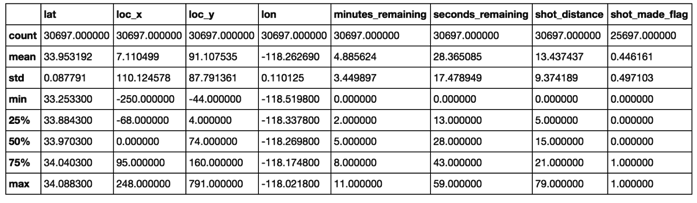 lat loc_x loc_y lon minutes_remaining seconds_remaining shot_distance shot_made_flag
count 30697.000000 30697.000000 30697.000000 30697.000000 30697.000000 30697.000000 30697.000000 25697.000000
mean 33.953192 7.110499 91.107535 -118.262690 4.885624 28.365085 13.437437 0.446161
std 0.087791 110.124578 87.791361 0.110125 3.449897 17.478949 9.374189 0.497103
min 33.253300 -250.000000 -44.000000 -118.519800 0.000000 0.000000 0.000000 0.000000
25% 33.884300 -68.000000 4.000000 -118.337800 2.000000 13.000000 5.000000 0.000000
50% 33.970300 0.000000 74.000000 -118.269800 5.000000 28.000000 15.000000 0.000000
75% 34.040300 95.000000 160.000000 -118.174800 8.000000 43.000000 21.000000 1.000000
max 34.088300 248.000000 791.000000 -118.021800 11.000000 59.000000 79.000000 1.000000